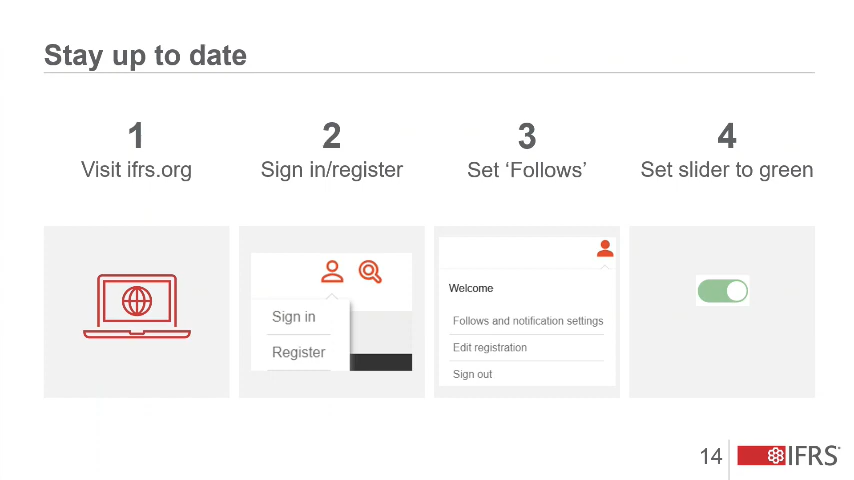 Stay up to date
1
Visit ifrs.org
2
Sign in/register
3
Set ‘Follows’
4
Set slider to green
Sign in
Register
Welcome
Follows and notification settings
Edit registration
Sign out
14
IFRS